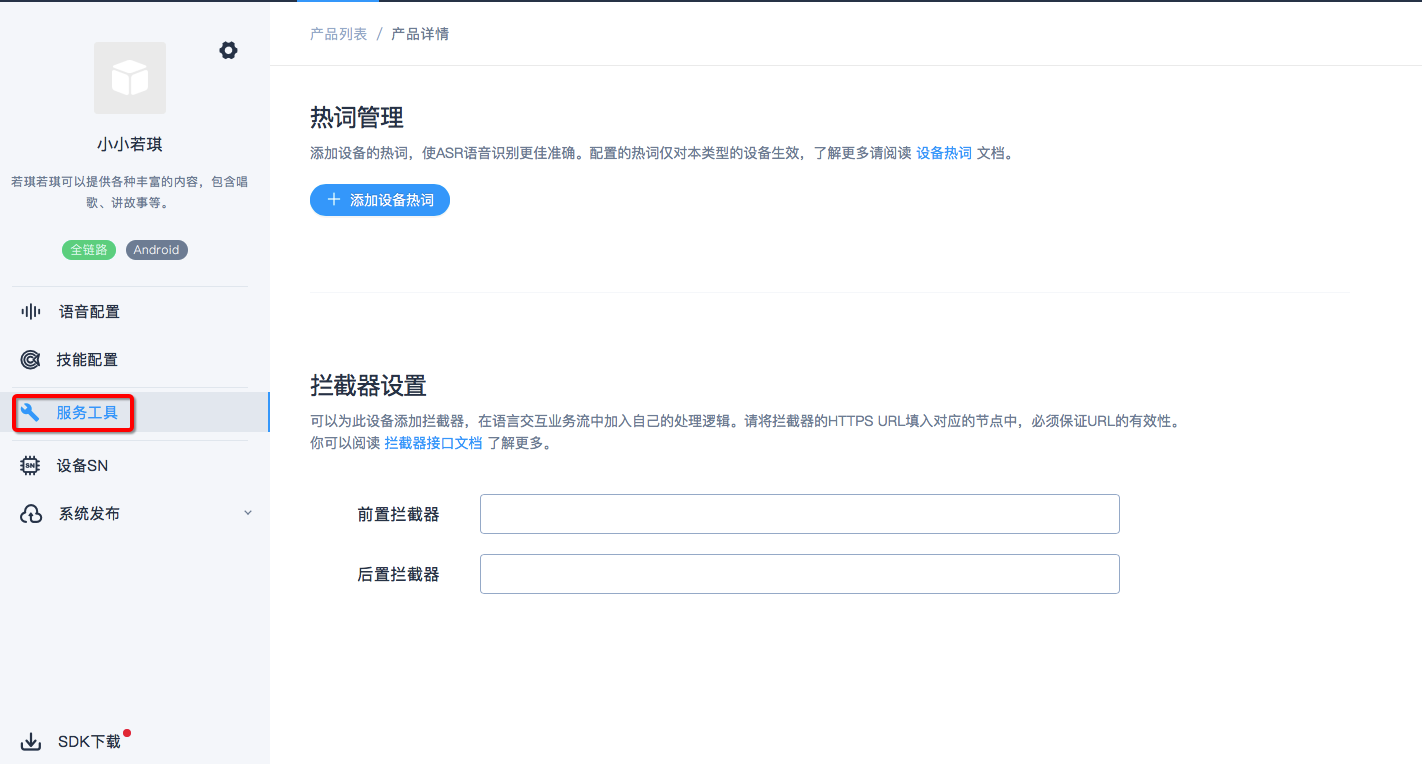 产品列表 / 产品详情
小小若琪
若琪若琪可以提供各种丰富的内容，包含唱
歌、讲故事等。
全链路 Android
语音配置
技能配置
服务工具
SN 设备SN
系统发布
SDK下载
热词管理
添加设备的热词，使ASR语音识别更佳准确。配置的热词仅对本类型的设备生效，了解更多请阅读 设备热词 文档。
添加设备热词
拦截器设置
可以为此设备添加拦截器，在语言交互业务流中加入自己的处理逻辑。请将拦截器的HTTPS URL填入对应的节点中，必须保证URL的有效性。
你可以阅读 拦截器接口文档 了解更多。
前置拦截器
后置拦截器